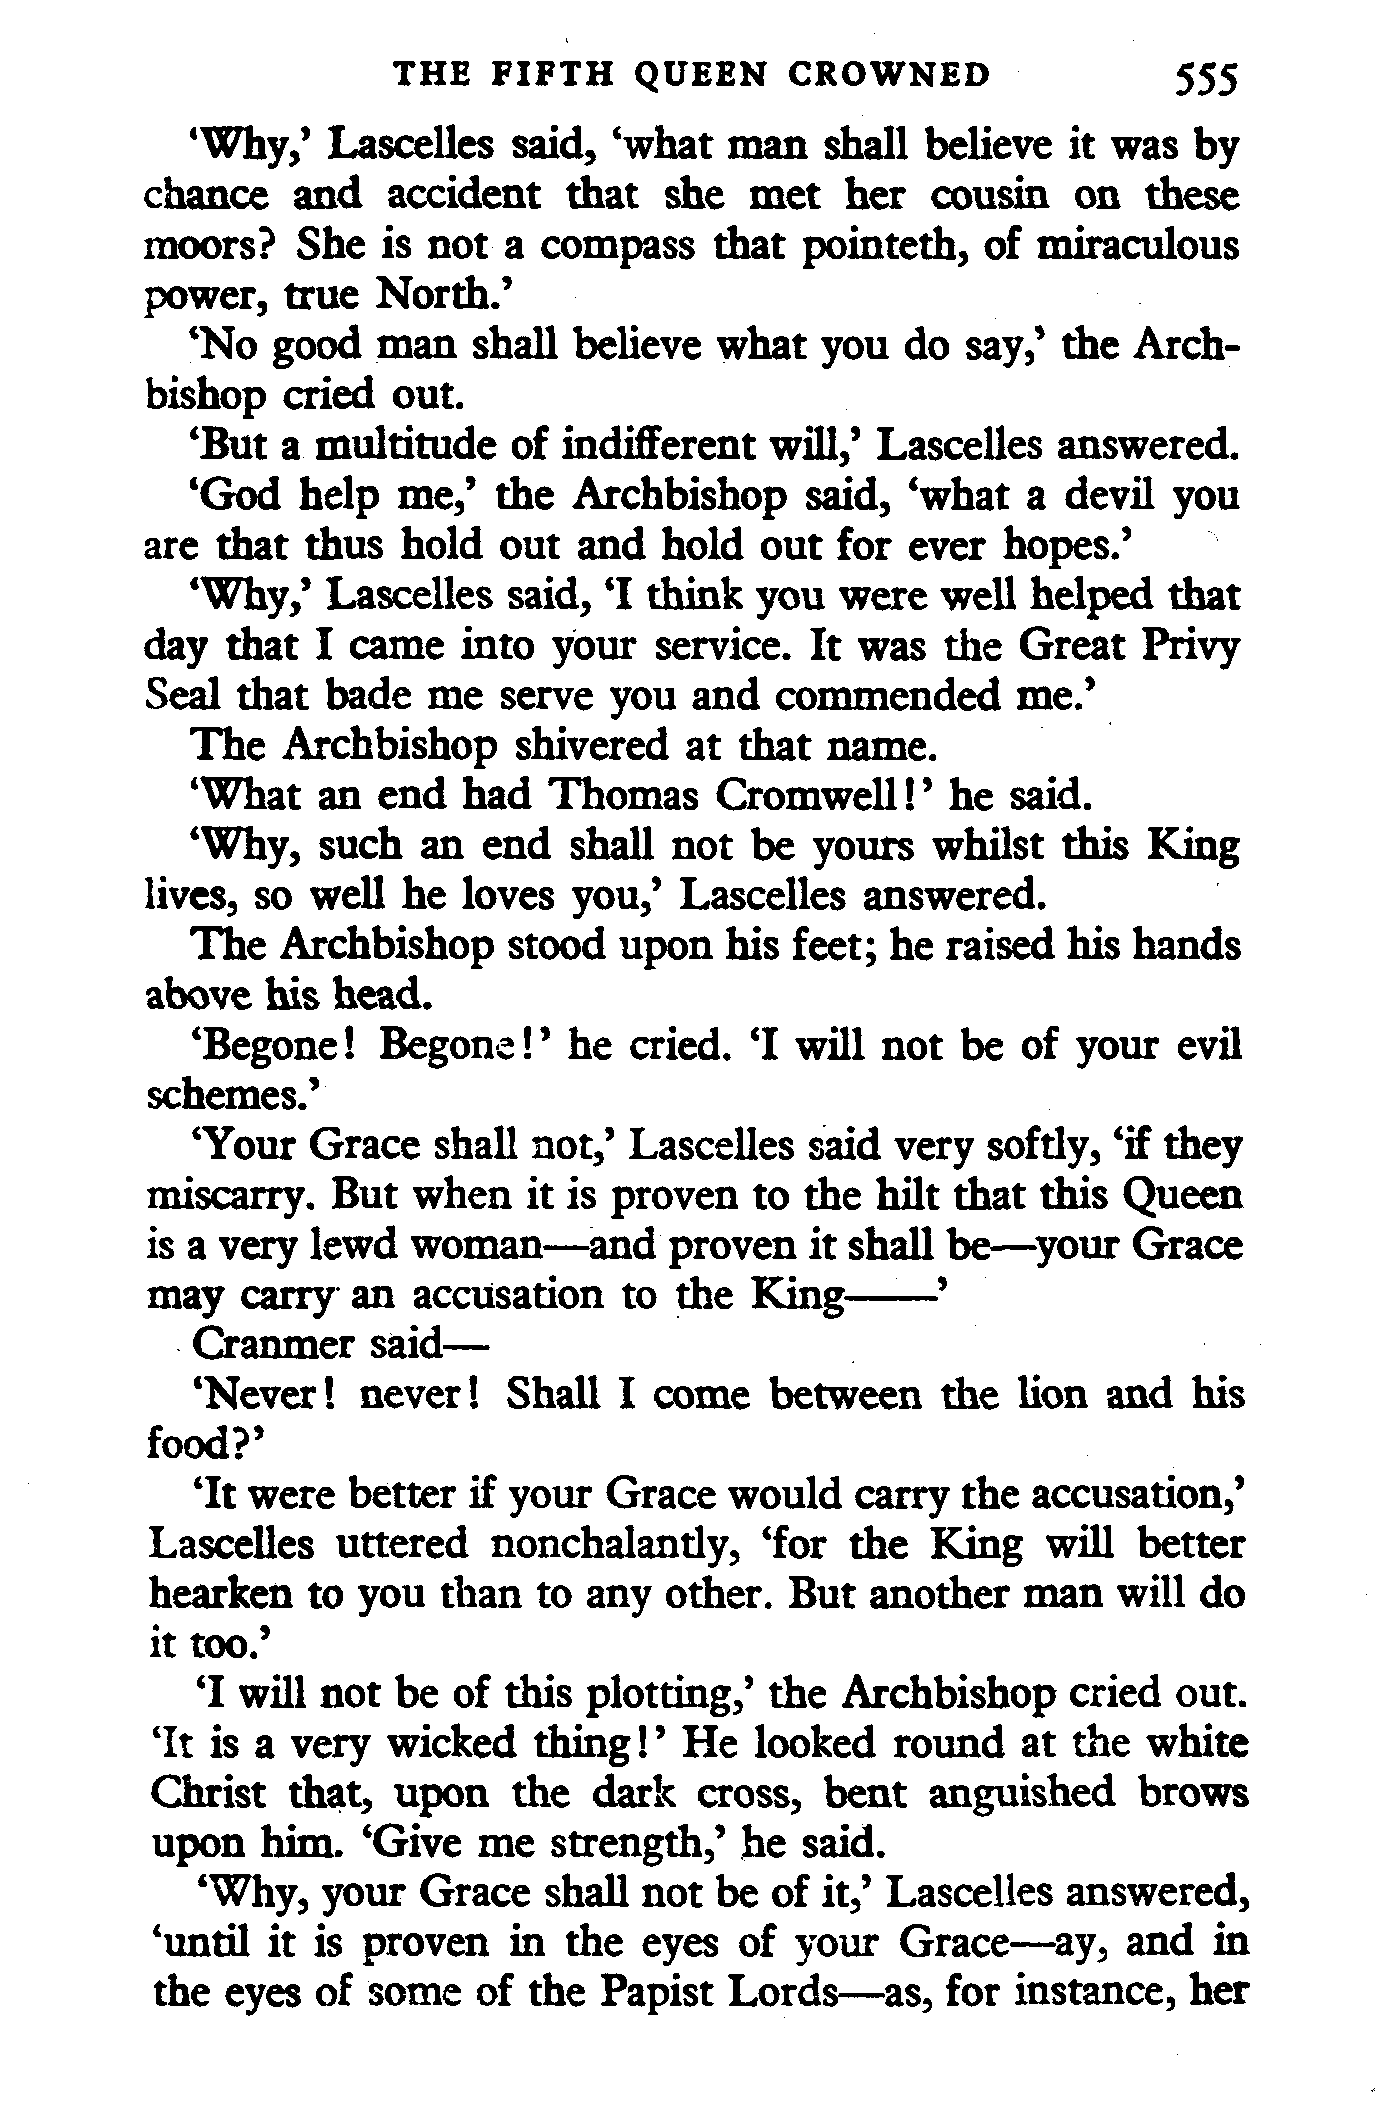 THE FIFTH QUEEN CROWNED 555
‘Why,’ Lascelles said, ‘what man shall believe it was by
chance and accident that she met her cousin on these
moors? She is not a compass that pointeth, of miraculous
power, true North.’
‘No good man shall believe what you do say,’ the Arch-
bishop cried out.
‘But a multitude of indifferent will,’ Lascelles answered.
‘God help me,’ the Archbishop said, ‘what a devil you
are that thus hold out and hold out for ever hopes.’
‘Why,’ Lascelles said, ‘I think you were well helped that
day that I came into your service. It was the Great Privy
Seal that bade me serve you and commended me.’
The Archbishop shivered at that name.
‘What an end had Thomas Cromwell!’ he said.
‘Why, such an end shall not be yours whilst this King
lives, so well he loves you,’ Lascelles answered.
The Archbishop stood upon his feet; he raised his hands
above his head.
‘Begone! Begone!’ he cried. ‘I will not be of your evil
schemes.’
‘Your Grace shall not,’ Lascelles said very softly, ‘if they
miscarry. But when it is proven to the hilt that this Queen
is a very lewd woman—and proven it shall be—your Grace
may carry an accusation to the King——’
Cranmer said—
‘Never! never! Shall I come between the lion and his
food?’
‘It were better if your Grace would carry the accusation,’
Lascelles uttered nonchalantly, ‘for the King will better
hearken to you than to any other. But another man will do
it too.’
‘I will not be of this plotting,’ the Archbishop cried out.
‘It is a very wicked thing!’ He looked round at the white
Christ that, upon the dark cross, bent anguished brows
upon him. ‘Give me strength,’ he said.
‘Why, your Grace shall not be of it,’ Lascelles answered,
‘until it is proven in the eyes of your Grace—ay, and in
the eyes of some of the Papist Lords—as, for instance, her